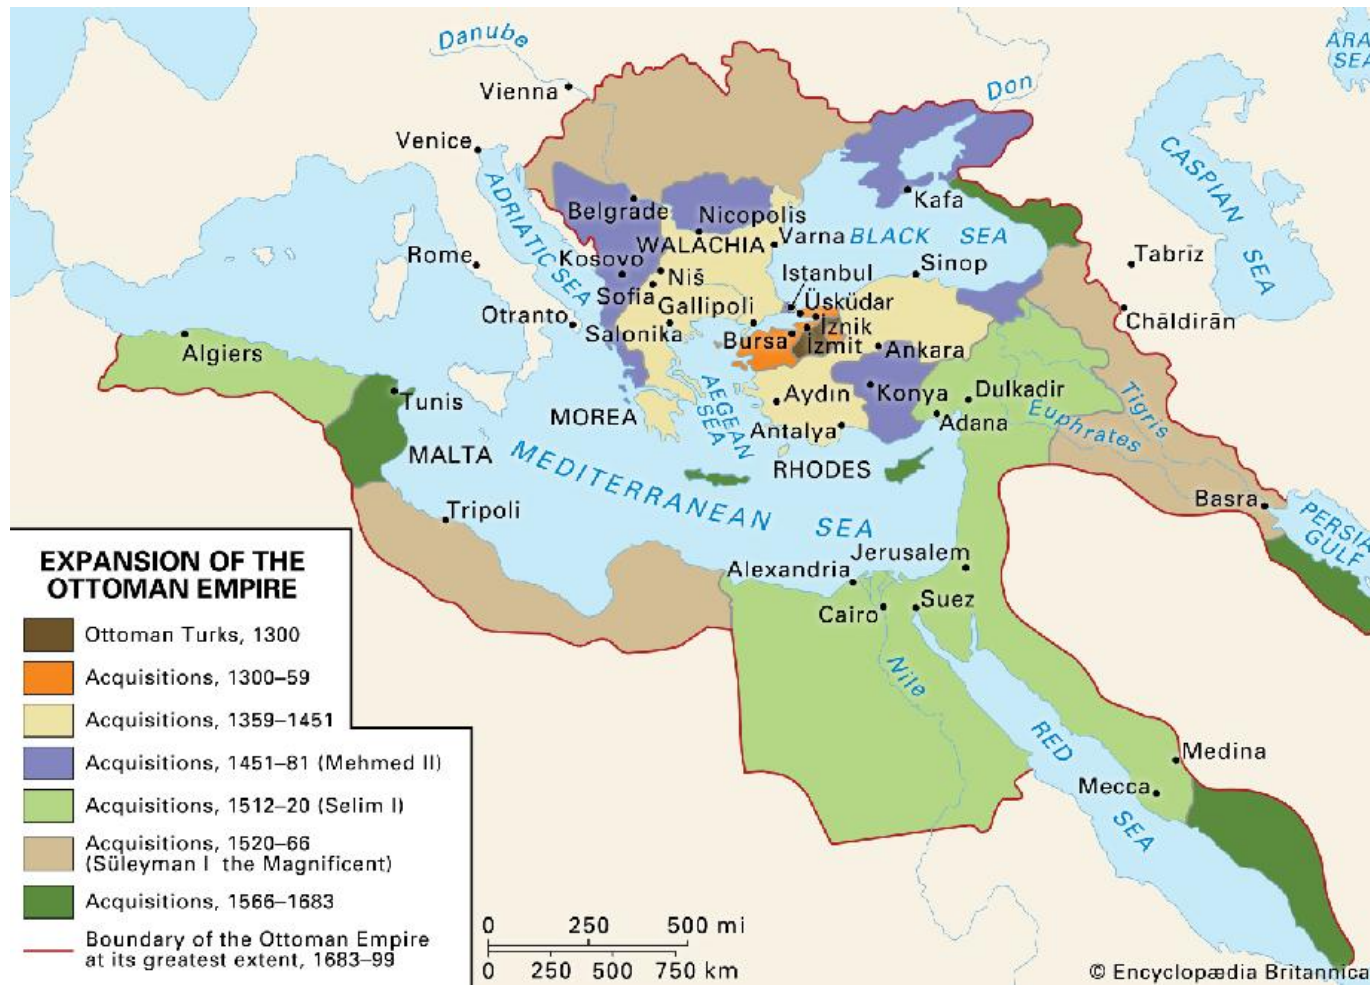 Danube
Vienna
Don
ARA
SEA
Venice
ADRIATIC SEA
CASPIAN SEA
Belgrade
Nicopolis
Kafa
WALACHIA
Varna
BLACK SEA
Rome
Kosovo
Niš
Istanbul
Sinop
Tabrīz
Sofia
Gallipoli
Üsküdar
Otranto
Salonika
Bursa
İznik
İzmit
Ankara
Chāldirān
Algiers
Tunis
AEGEAN SEA
Aydın
Konya
Dulkadir
Tigris
MOREA
Antalya
Adana
Euphrates
MALTA
MEDITERRANEAN SEA
RHODES
Basra
Tripoli
PERSIA
GULF
Jerusalem
Alexandria
Cairo
Suez
Nile
RED SEA
Medina
Mecca
EXPANSION OF THE
OTTOMAN EMPIRE
Ottoman Turks, 1300
Acquisitions, 1300–59
Acquisitions, 1359–1451
Acquisitions, 1451–81 (Mehmed II)
Acquisitions, 1512–20 (Selim I)
Acquisitions, 1520–66
(Süleyman I the Magnificent)
Acquisitions, 1566–1683
Boundary of the Ottoman Empire
at its greatest extent, 1683–99
0 250 500 mi
0 250 500 750 km
© Encyclopædia Britannica